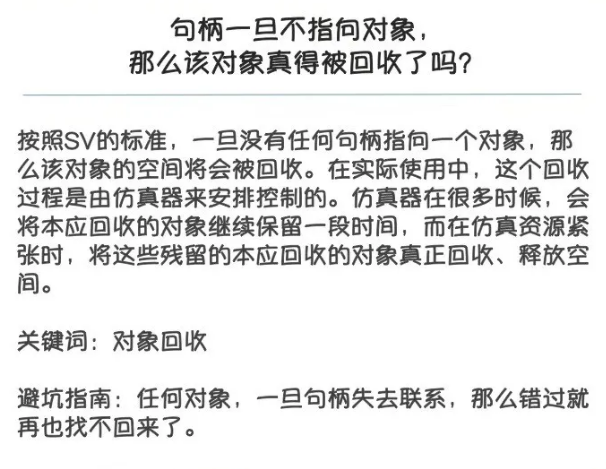 句柄一旦不指向对象，
那么该对象真得被回收了吗？
按照SV的标准，一旦没有任何句柄指向一个对象，那
么该对象的空间将会被回收。在实际使用中，这个回收
过程是由仿真器来安排控制的。仿真器在很多时候，会
将本应回收的对象继续保留一段时间，而在仿真资源紧
张时，将这些残留的本应回收的对象真正回收、释放空
间。
关键词：对象回收
避坑指南：任何对象，一旦句柄失去联系，那么错过就
再也找不回来了。